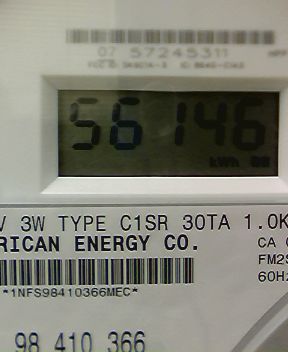 07 57245311
56146
kWh
V 3W TYPE C1SR 30TA 1.0K
RICAN ENERGY CO.
CA
FM2S
60Hz
*1NFS98410366MEC*
98 410 366